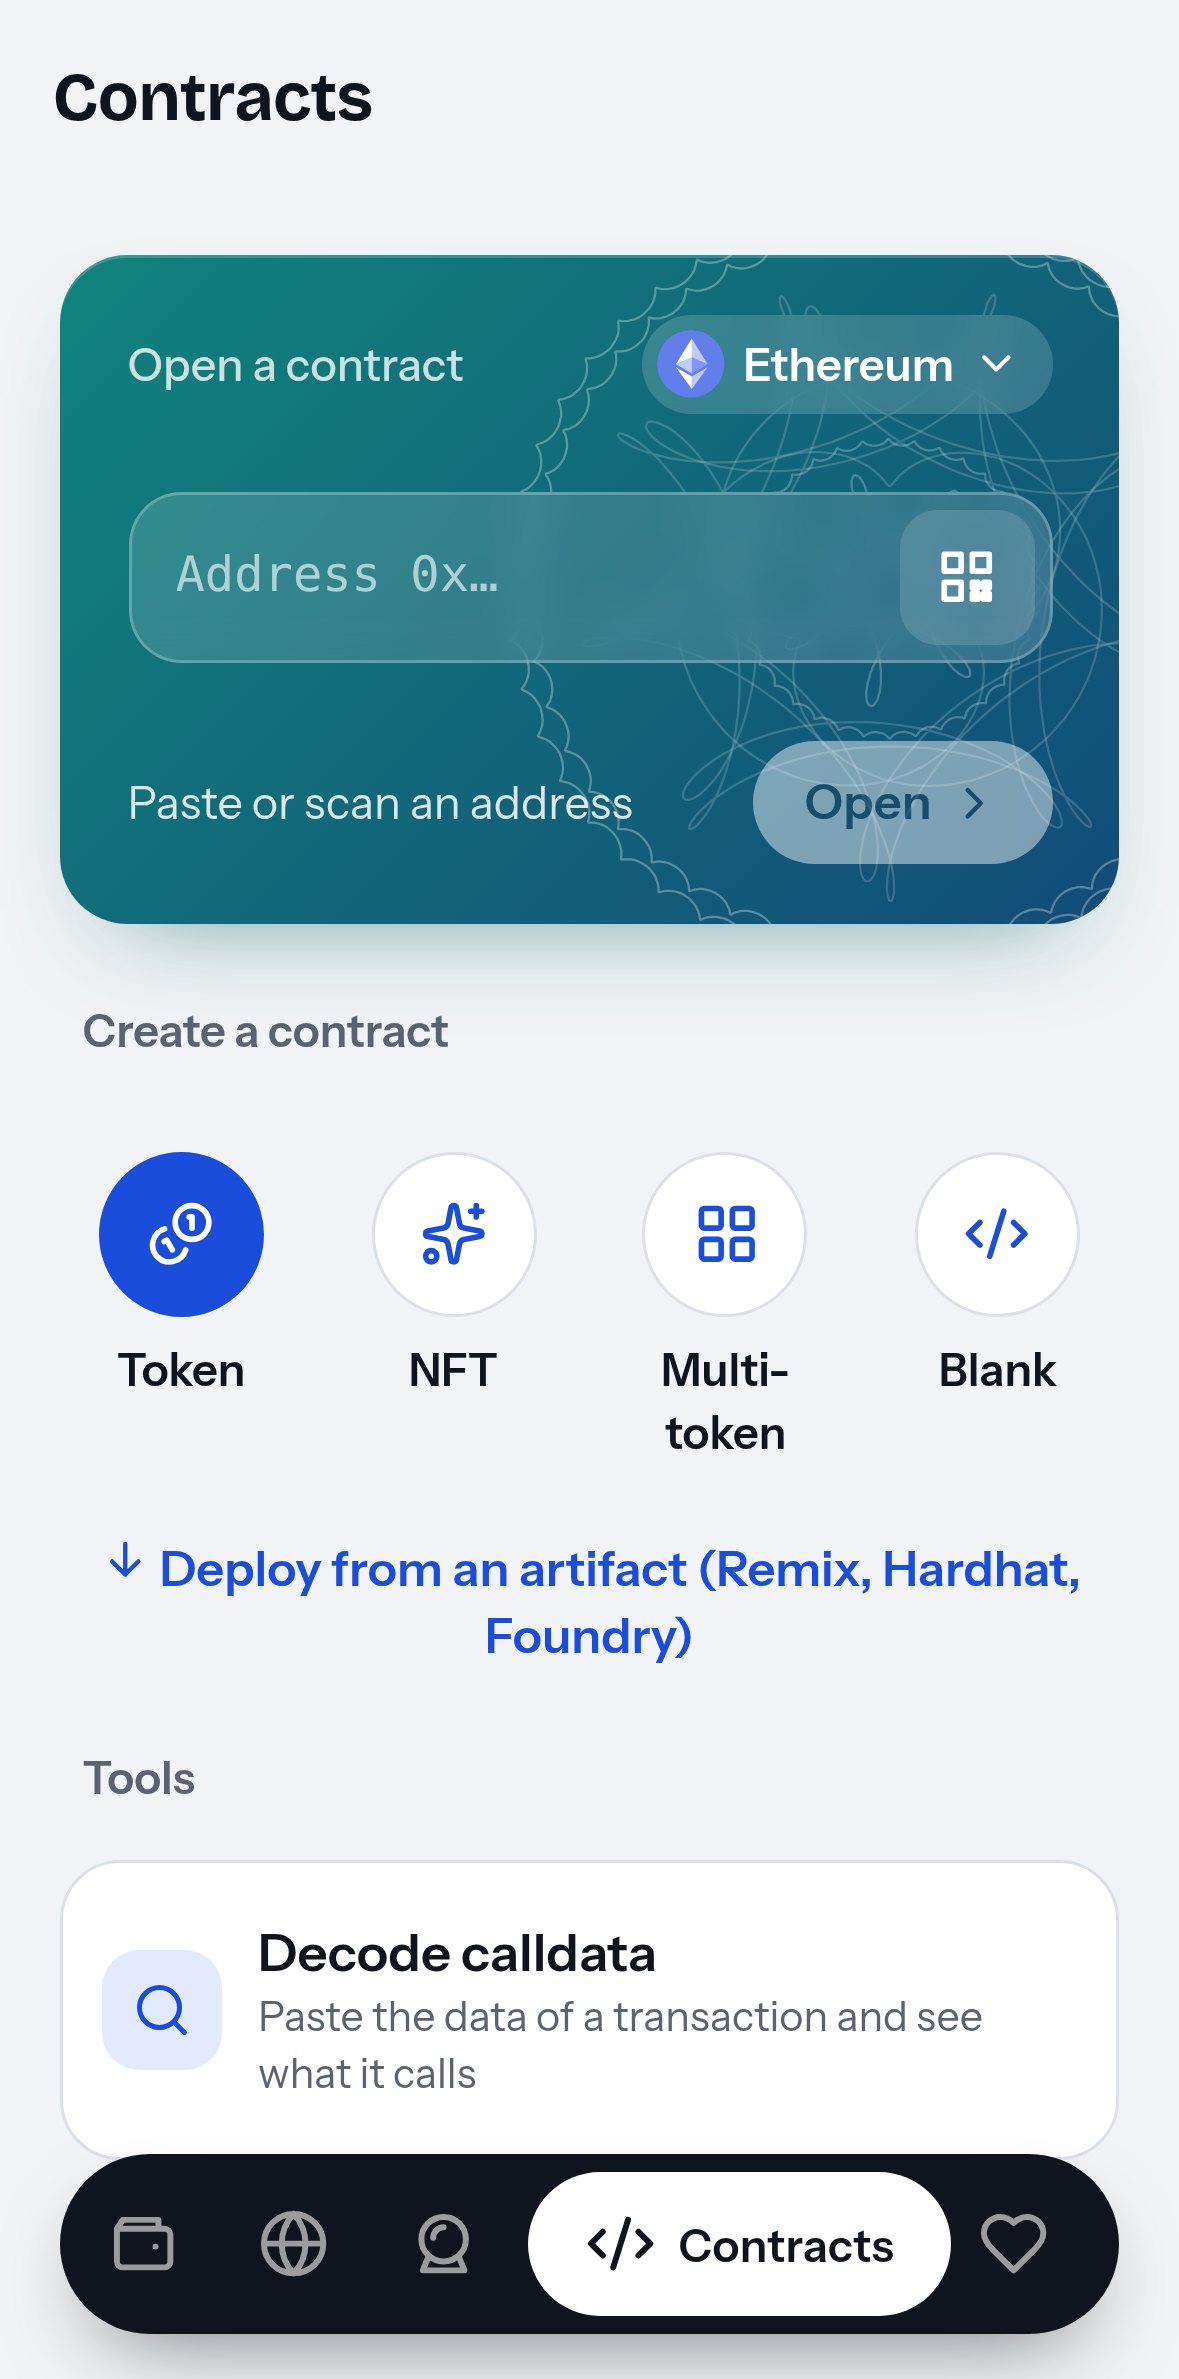 Contracts
Open a contract
Ethereum
Address 0x…
Paste or scan an address
Open
Create a contract
Token
NFT
Multi-
token
Blank
Deploy from an artifact (Remix, Hardhat,
Foundry)
Tools
Decode calldata
Paste the data of a transaction and see
what it calls
Contracts